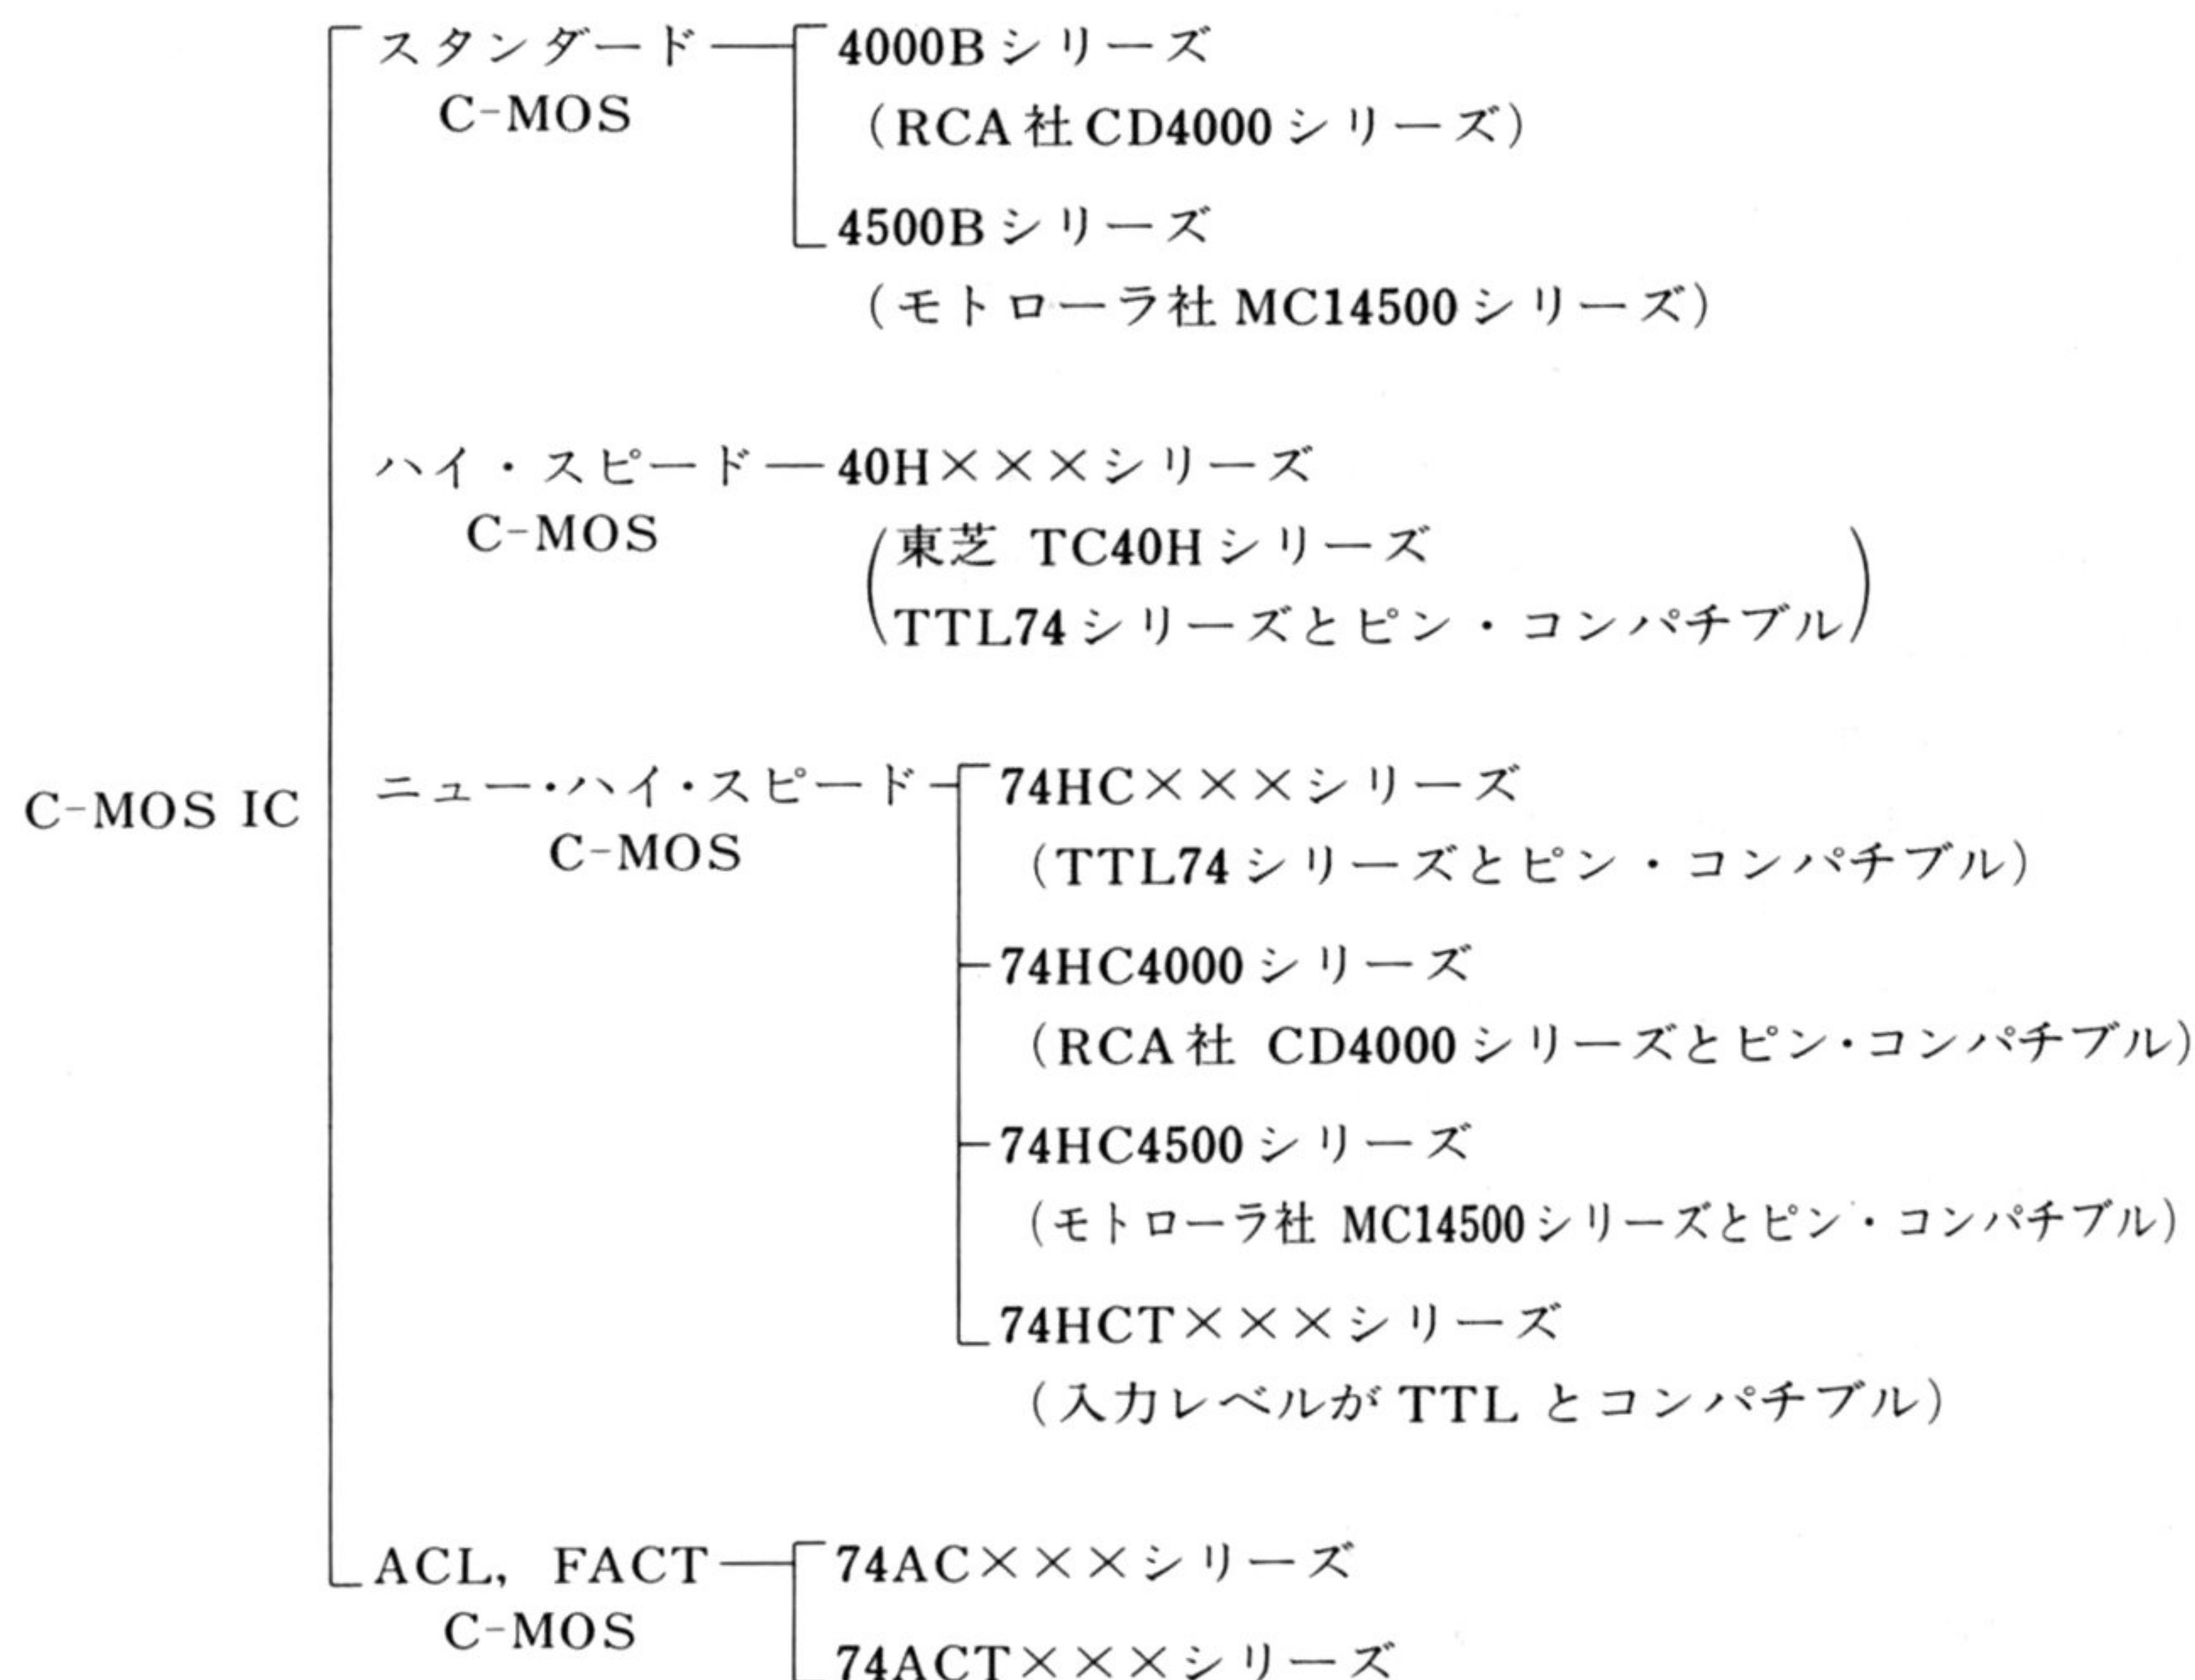 スタンダード 4000Bシリーズ
C-MOS
(RCA社CD4000シリーズ)
4500Bシリーズ
(モトローラ社 MC14500シリーズ)
ハイ・スピード 40H×××シリーズ
C-MOS
(東芝 TC40Hシリーズ
TTL74シリーズとピン・コンパチブル)
C-MOS IC
ニュー・ハイ・スピード 74HC×××シリーズ
C-MOS
(TTL74シリーズとピン・コンパチブル)
74HC4000シリーズ
(RCA社 CD4000シリーズとピン・コンパチブル)
74HC4500シリーズ
(モトローラ社 MC14500シリーズとピン・コンパチブル)
74HCT×××シリーズ
(入力レベルがTTLとコンパチブル)
ACL, FACT 74AC×××シリーズ
C-MOS
74ACT×××シリーズ